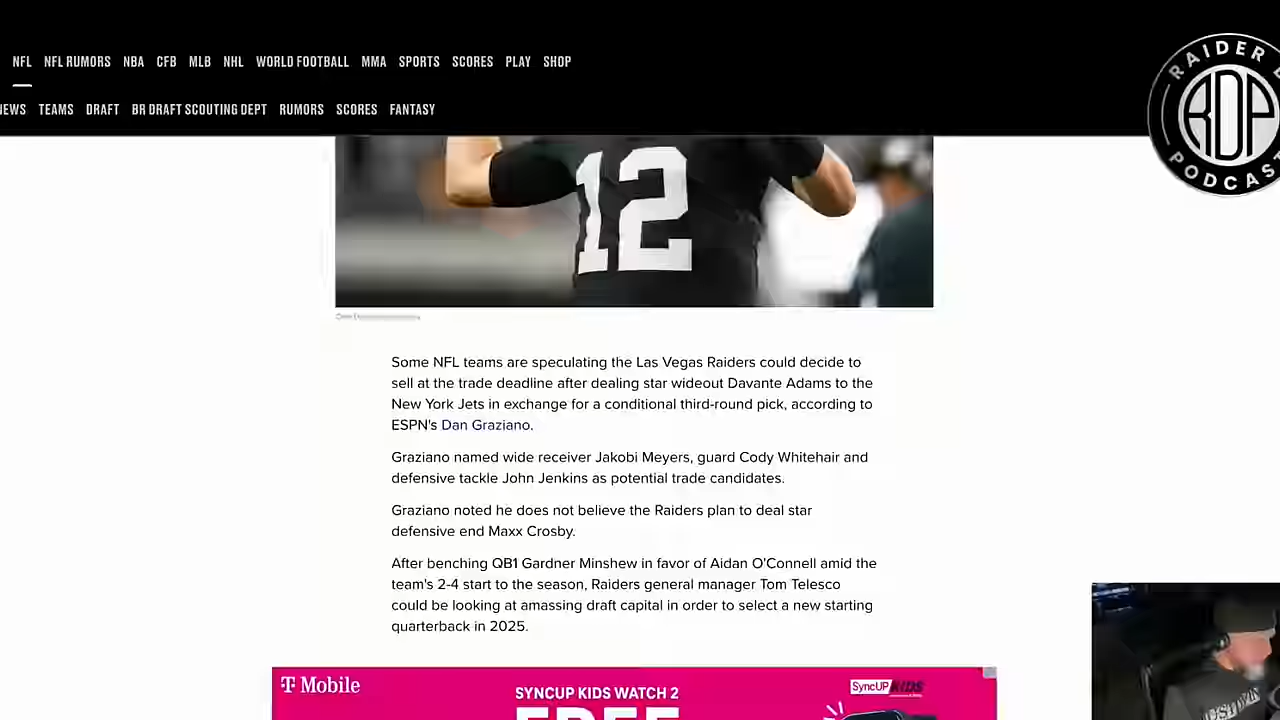 NFL NFL RUMORS NBA CFB MLB NHL WORLD FOOTBALL MMA SPORTS SCORES PLAY SHOP
NEWS TEAMS DRAFT BR DRAFT SCOUTING DEPT RUMORS SCORES FANTASY
RAIDER
RDP
PODCAS
12
Some NFL teams are speculating the Las Vegas Raiders could decide to
sell at the trade deadline after dealing star wideout Davante Adams to the
New York Jets in exchange for a conditional third-round pick, according to
ESPN's Dan Graziano.
Graziano named wide receiver Jakobi Meyers, guard Cody Whitehair and
defensive tackle John Jenkins as potential trade candidates.
Graziano noted he does not believe the Raiders plan to deal star
defensive end Maxx Crosby.
After benching QB1 Gardner Minshew in favor of Aidan O'Connell amid the
team's 2-4 start to the season, Raiders general manager Tom Telesco
could be looking at amassing draft capital in order to select a new starting
quarterback in 2025.
T Mobile
SYNCUP KIDS WATCH 2
SyncUP KIDS
FREE